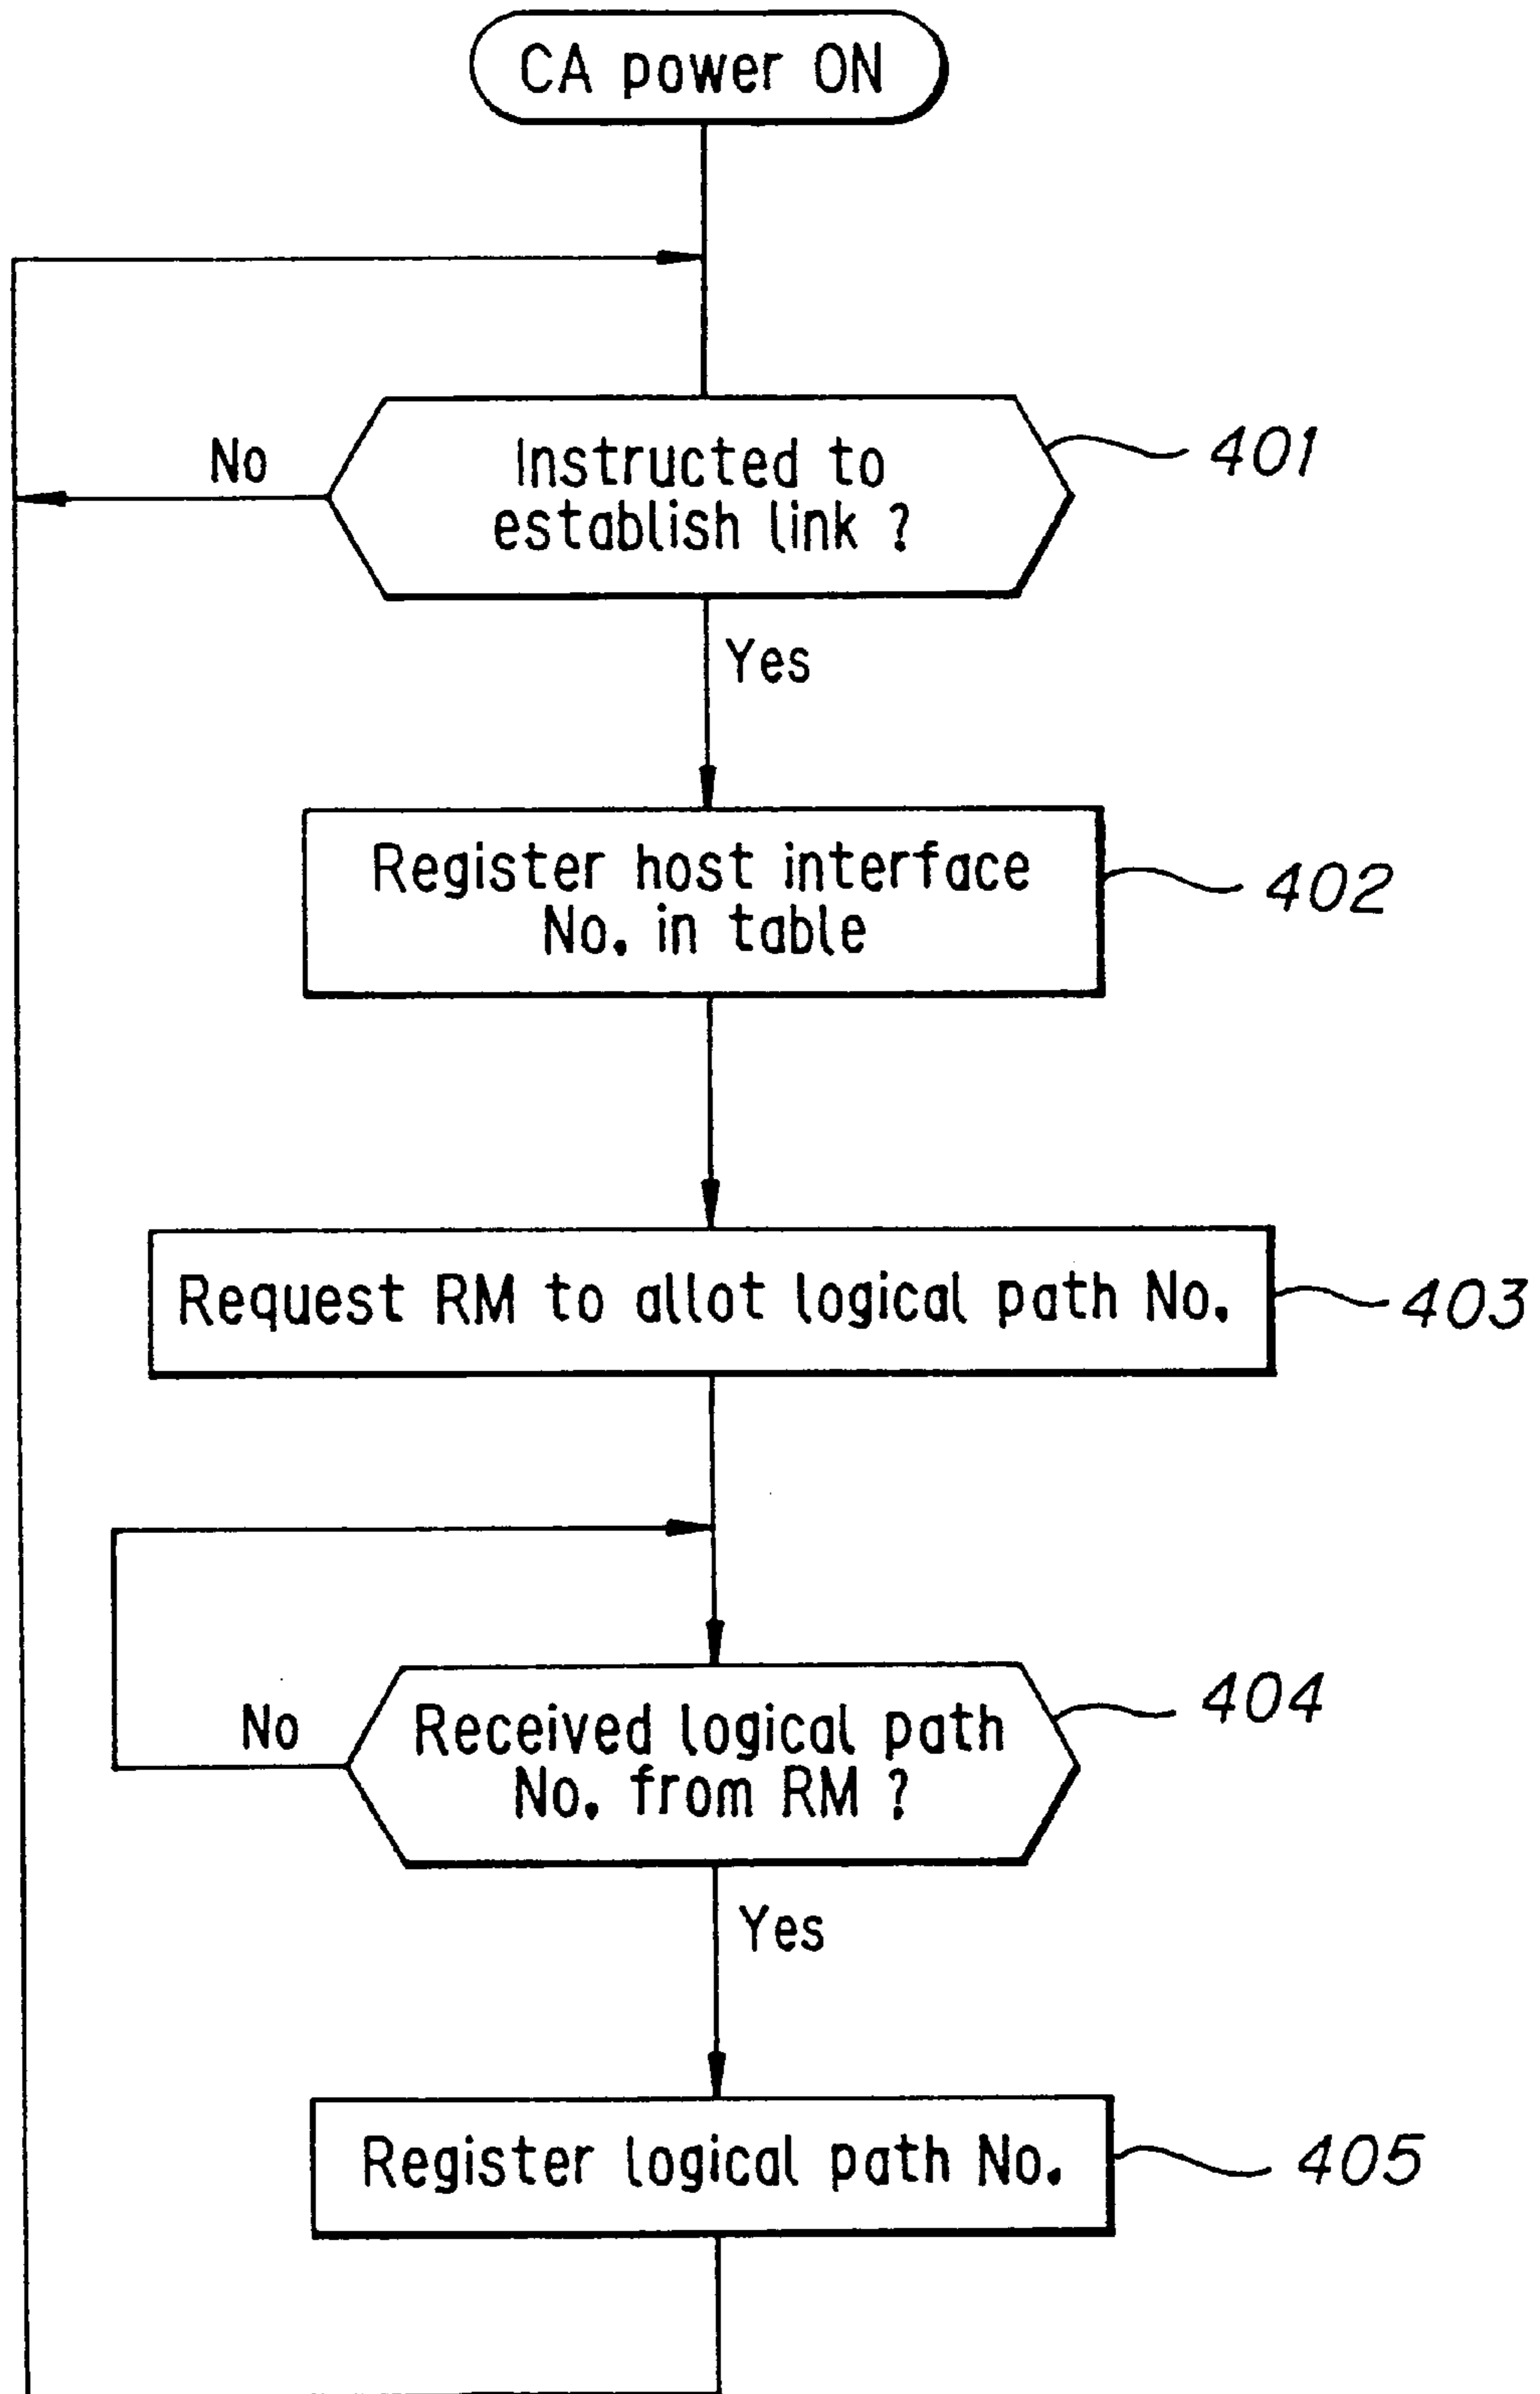 CA power ON
No
Instructed to
establish link ?
401
Yes
Register host interface
No. in table
402
Request RM to allot logical path No.
403
No
Received logical path
No. from RM ?
404
Yes
Register logical path No.
405